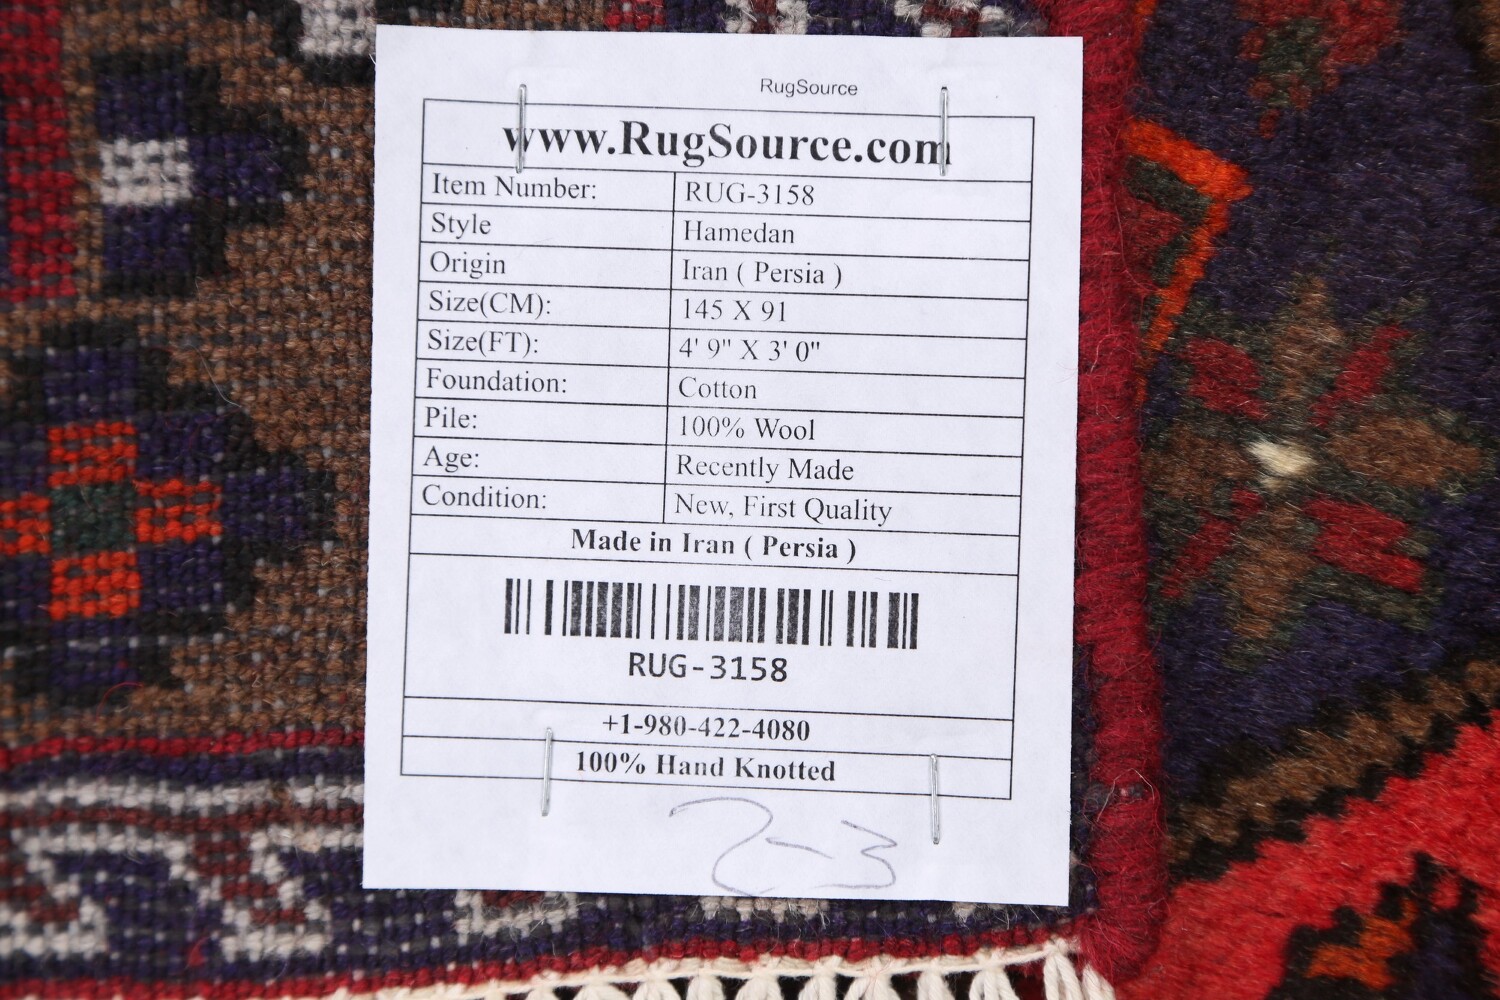 RugSource
www.RugSource.com
Item Number: RUG-3158
Style Hamedan
Origin Iran ( Persia )
Size(CM): 145 X 91
Size(FT): 4' 9" X 3' 0"
Foundation: Cotton
Pile: 100% Wool
Age: Recently Made
Condition: New, First Quality
Made in Iran ( Persia )
RUG-3158
+1-980-422-4080
100% Hand Knotted
2-3